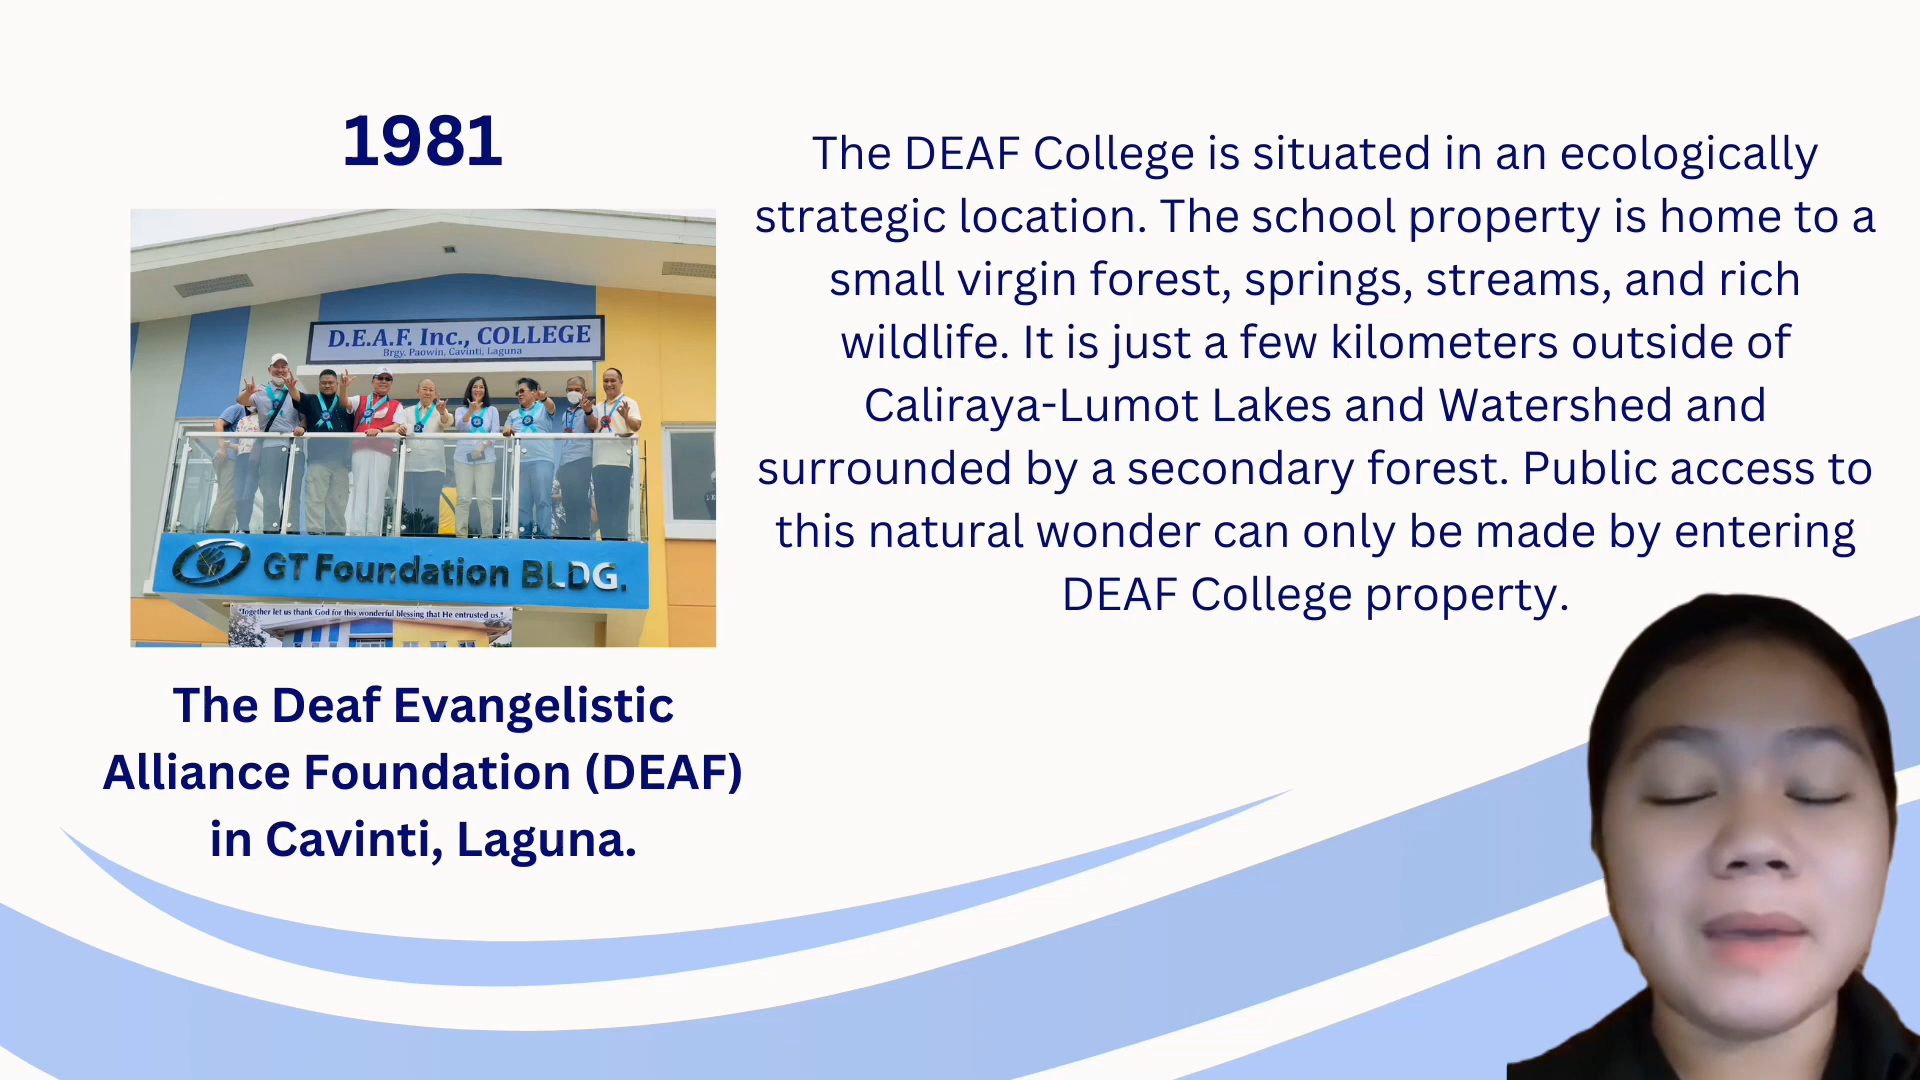 1981
D.E.A.F. Inc., COLLEGE
Brgy. Paowin, Cavinti, Laguna
GT Foundation BLDG.
"Together let us thank God for this wonderful blessing that He entrusted us."
The Deaf Evangelistic
Alliance Foundation (DEAF)
in Cavinti, Laguna.
The DEAF College is situated in an ecologically
strategic location. The school property is home to a
small virgin forest, springs, streams, and rich
wildlife. It is just a few kilometers outside of
Caliraya-Lumot Lakes and Watershed and
surrounded by a secondary forest. Public access to
this natural wonder can only be made by entering
DEAF College property.